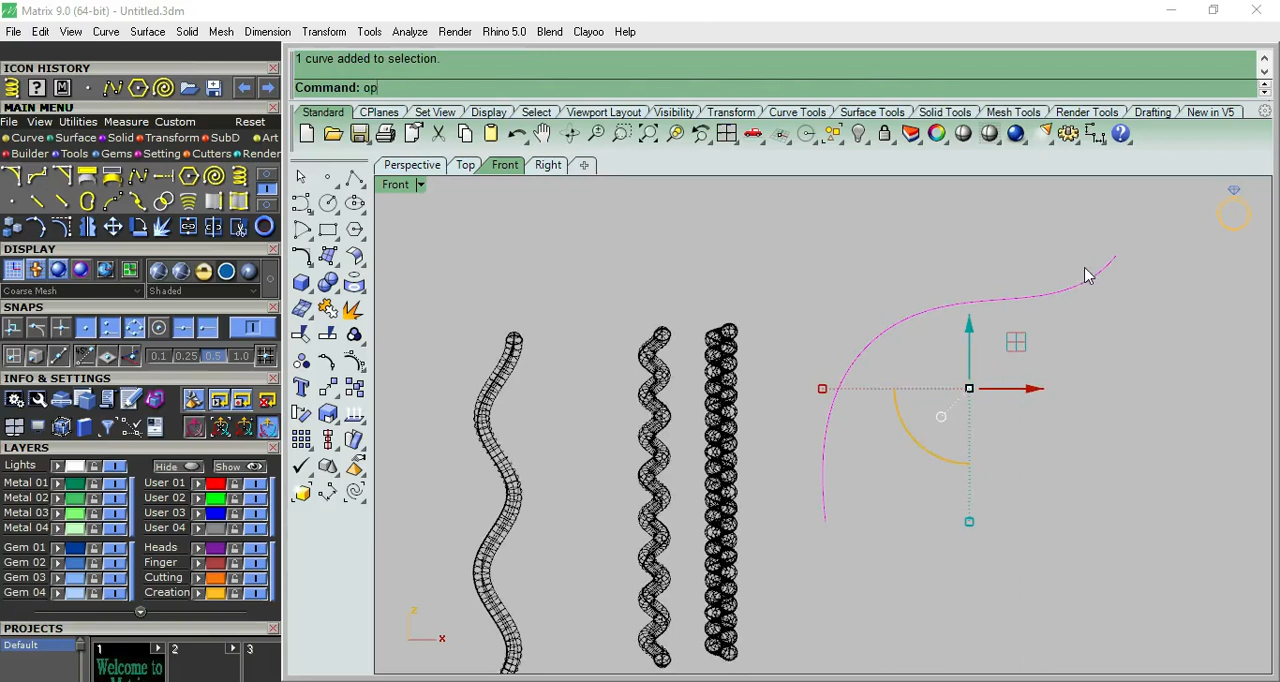 Matrix 9.0 (64-bit) - Untitled.3dm
File Edit View Curve Surface Solid Mesh Dimension Transform Tools Analyze Render Rhino 5.0 Blend Clayoo Help
ICON HISTORY
MAIN MENU
File View Utilities Measure Custom Reset
Curve Surface Solid Transform SubD Art
Builder Tools Gems Setting Cutters Render
DISPLAY
Coarse Mesh Shaded
SNAPS
0.1 0.25 0.5 1.0
INFO & SETTINGS
LAYERS
Lights Hide Show
Metal 01 User 01
Metal 02 User 02
Metal 03 User 03
Metal 04 User 04
Gem 01 Heads
Gem 02 Finger
Gem 03 Cutting
Gem 04 Creation
PROJECTS
Default
1 2 3
Welcome to
1 curve added to selection.
Command: op
Standard CPlanes Set View Display Select Viewport Layout Visibility Transform Curve Tools Surface Tools Solid Tools Mesh Tools Render Tools Drafting New in V5
Perspective Top Front Right
Front
z
x